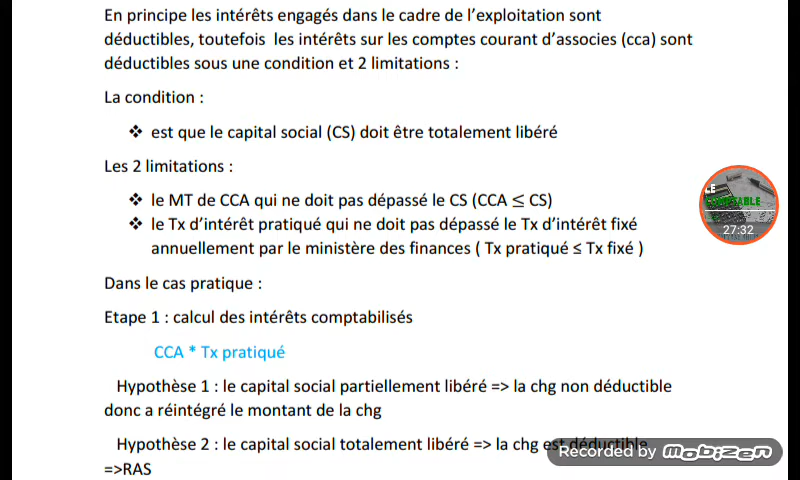 En principe les intérêts engagés dans le cadre de l'exploitation sont
déductibles, toutefois les intérêts sur les comptes courant d'associes (cca) sont
déductibles sous une condition et 2 limitations :
La condition :
❖ est que le capital social (CS) doit être totalement libéré
Les 2 limitations :
❖ le MT de CCA qui ne doit pas dépassé le CS (CCA ≤ CS)
❖ le Tx d'intérêt pratiqué qui ne doit pas dépassé le Tx d'intérêt fixé
annuellement par le ministère des finances ( Tx pratiqué ≤ Tx fixé )
27:32
Dans le cas pratique :
Etape 1 : calcul des intérêts comptabilisés
CCA * Tx pratiqué
Hypothèse 1 : le capital social partiellement libéré => la chg non déductible
donc a réintégré le montant de la chg
Hypothèse 2 : le capital social totalement libéré => la chg est déductible
=>RAS
Recorded by mobizen